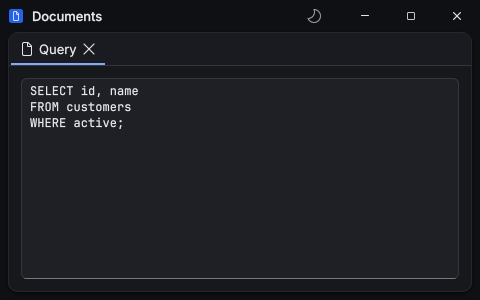 Documents
Query
SELECT id, name
FROM customers
WHERE active;